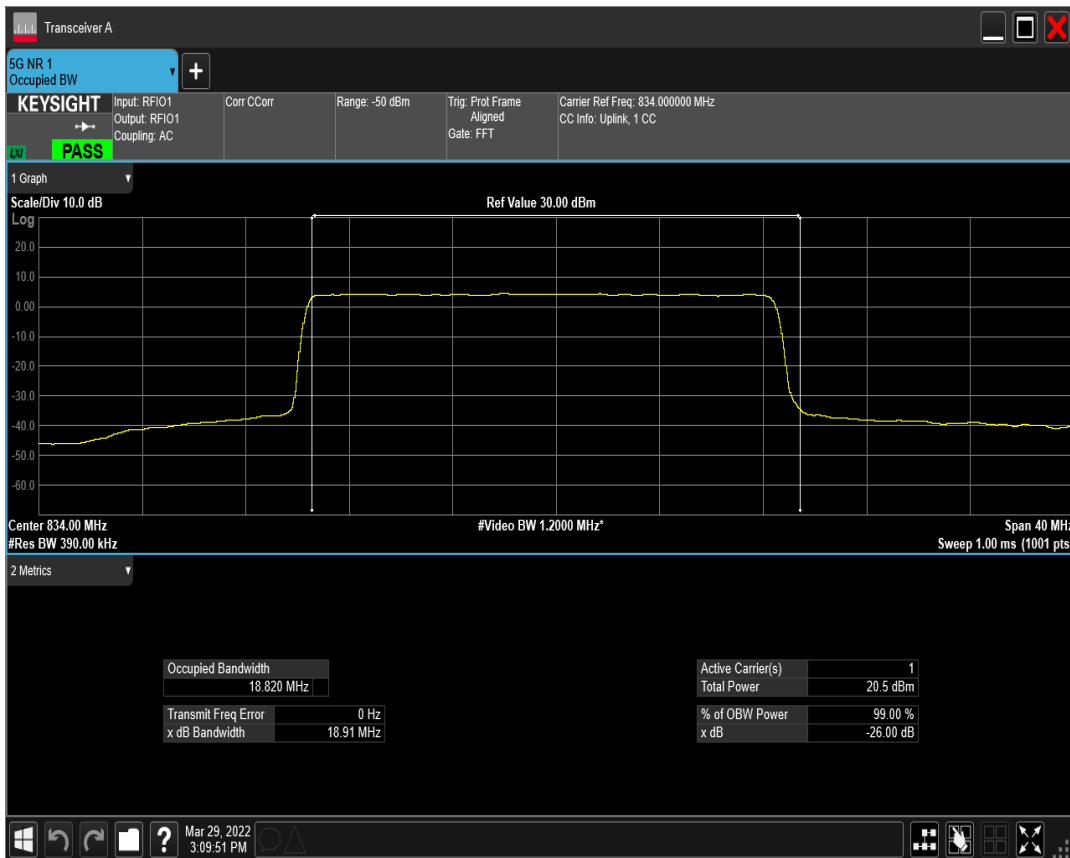 Transceiver A
5G NR 1
Occupied BW
+
KEYSIGHT
LXI
PASS
Input: RFIO1
Output: RFIO1
Coupling: AC
Corr CCorr
Range: -50 dBm
Trig: Prot Frame
Aligned
Gate: FFT
Carrier Ref Freq: 834.000000 MHz
CC Info: Uplink, 1 CC
1 Graph
Scale/Div 10.0 dB
Ref Value 30.00 dBm
Log
20.0
10.0
0.00
-10.0
-20.0
-30.0
-40.0
-50.0
-60.0
Center 834.00 MHz
#Video BW 1.2000 MHz*
Span 40 MHz
#Res BW 390.00 kHz
Sweep 1.00 ms (1001 pts
2 Metrics
Occupied Bandwidth
18.820 MHz
Transmit Freq Error 0 Hz
x dB Bandwidth 18.91 MHz
Active Carrier(s) 1
Total Power 20.5 dBm
% of OBW Power 99.00 %
x dB -26.00 dB
?
Mar 29, 2022
3:09:51 PM